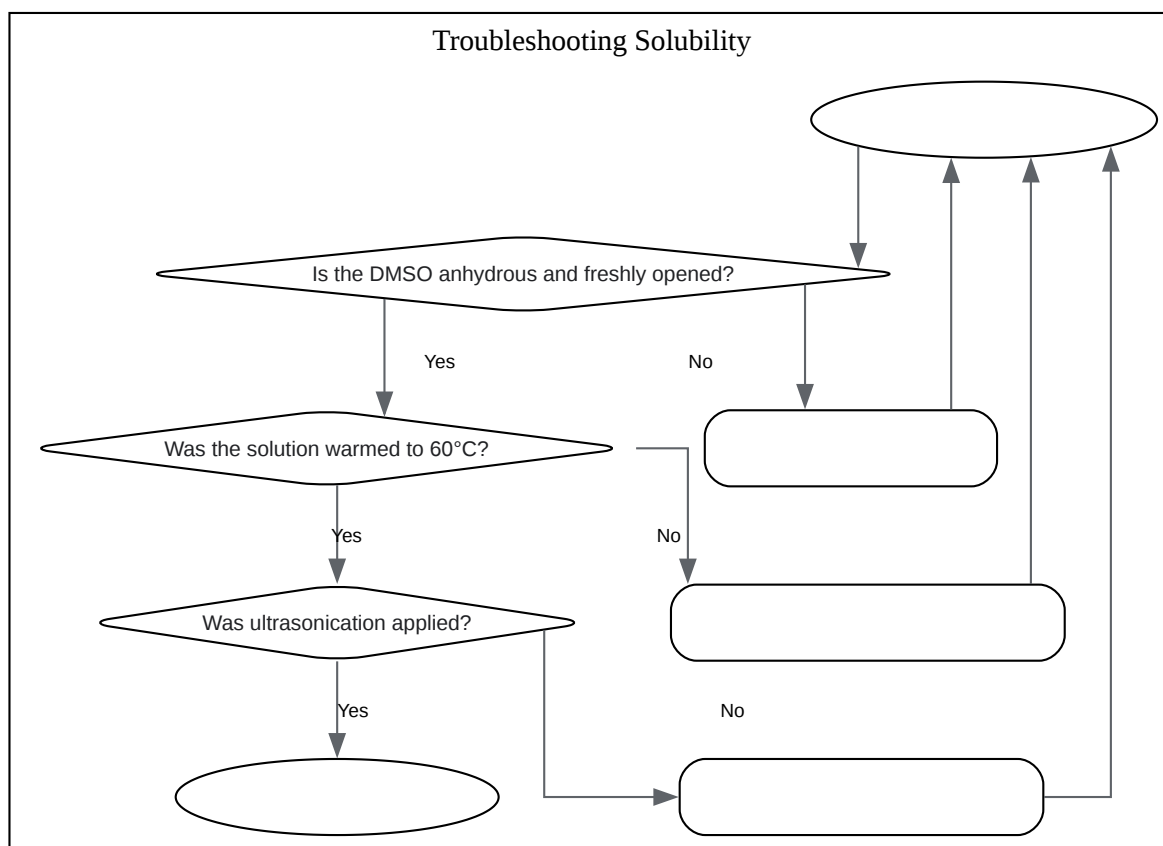 Troubleshooting Solubility
Is the DMSO anhydrous and freshly opened?
Yes
No
Was the solution warmed to 60°C?
Yes
No
Was ultrasonication applied?
Yes
No